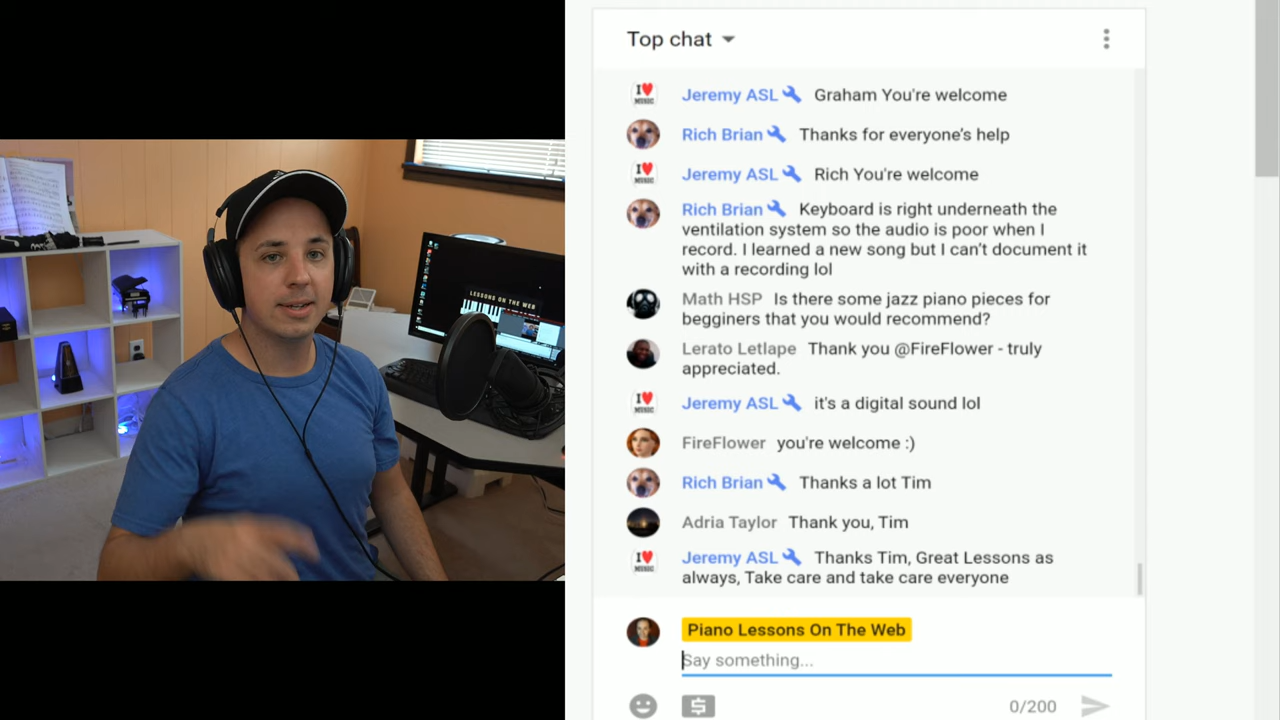 LESSONS ON THE WEB
Top chat
I ♥
MUSIC
Jeremy ASL Graham You're welcome
Rich Brian Thanks for everyone's help
I ♥
MUSIC
Jeremy ASL Rich You're welcome
Rich Brian Keyboard is right underneath the
ventilation system so the audio is poor when I
record. I learned a new song but I can't document it
with a recording lol
Math HSP Is there some jazz piano pieces for
begginers that you would recommend?
Lerato Letlape Thank you @FireFlower - truly
appreciated.
I ♥
MUSIC
Jeremy ASL it's a digital sound lol
FireFlower you're welcome :)
Rich Brian Thanks a lot Tim
Adria Taylor Thank you, Tim
I ♥
MUSIC
Jeremy ASL Thanks Tim, Great Lessons as
always, Take care and take care everyone
Piano Lessons On The Web
Say something...
$
0/200